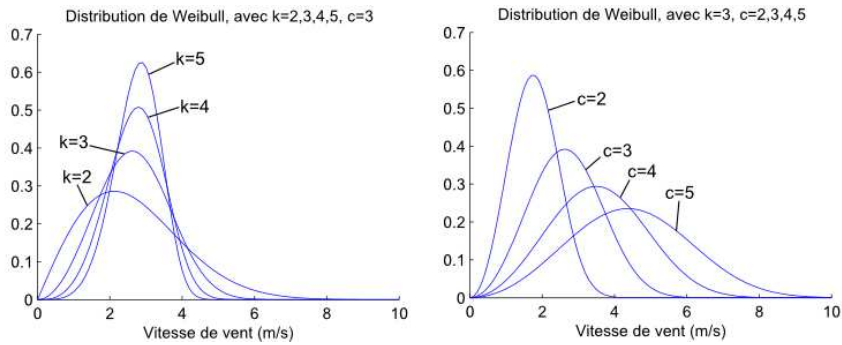 Distribution de Weibull, avec k=2,3,4,5, c=3
0.7
0.6
0.5
0.4
0.3
0.2
0.1
0
k=5
k=4
k=3
k=2
0 2 4 6 8 10
Vitesse de vent (m/s)
Distribution de Weibull, avec k=3, c=2,3,4,5
0.7
0.6
0.5
0.4
0.3
0.2
0.1
0
c=2
c=3
c=4
c=5
0 2 4 6 8 10
Vitesse de vent (m/s)